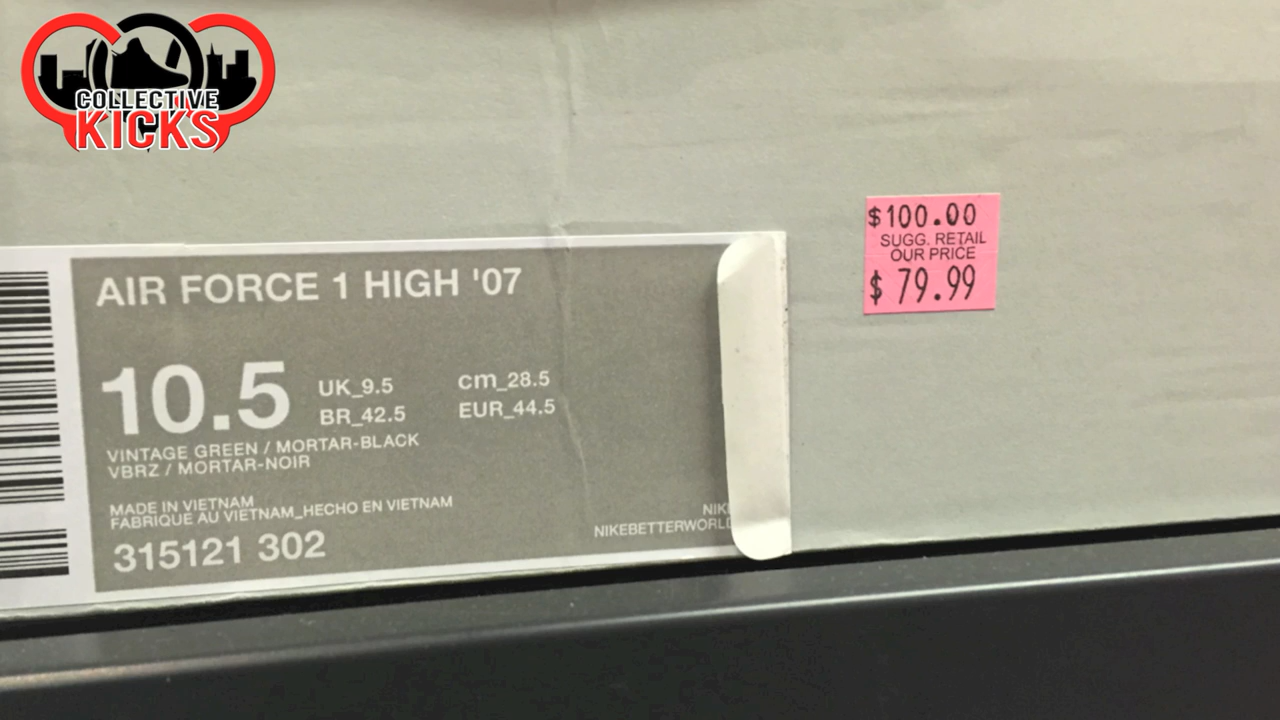 COLLECTIVE
KICKS
$100.00
SUGG. RETAIL
OUR PRICE
$ 79.99
AIR FORCE 1 HIGH '07
10.5
UK_9.5
cm_28.5
BR_42.5
EUR_44.5
VINTAGE GREEN / MORTAR-BLACK
VBRZ / MORTAR-NOIR
MADE IN VIETNAM
FABRIQUE AU VIETNAM_HECHO EN VIETNAM
315121 302
NIKEBETTERWORLD